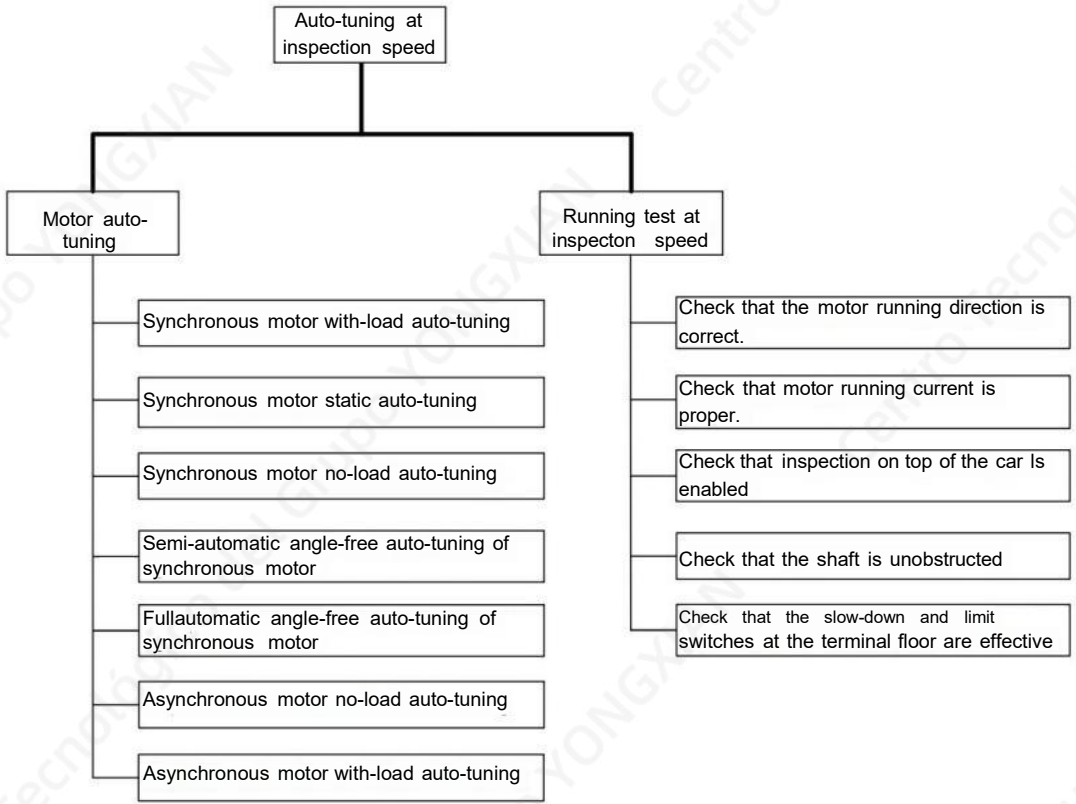 Auto-tuning at
inspection speed
Motor auto-
tuning
Synchronous motor with-load auto-tuning
Synchronous motor static auto-tuning
Synchronous motor no-load auto-tuning
Semi-automatic angle-free auto-tuning of
synchronous motor
Fullautomatic angle-free auto-tuning of
synchronous motor
Asynchronous motor no-load auto-tuning
Asynchronous motor with-load auto-tuning
Running test at
inspecton speed
Check that the motor running direction is
correct.
Check that motor running current is
proper.
Check that inspection on top of the car Is
enabled
Check that the shaft is unobstructed
Check that the slow-down and limit
switches at the terminal floor are effective